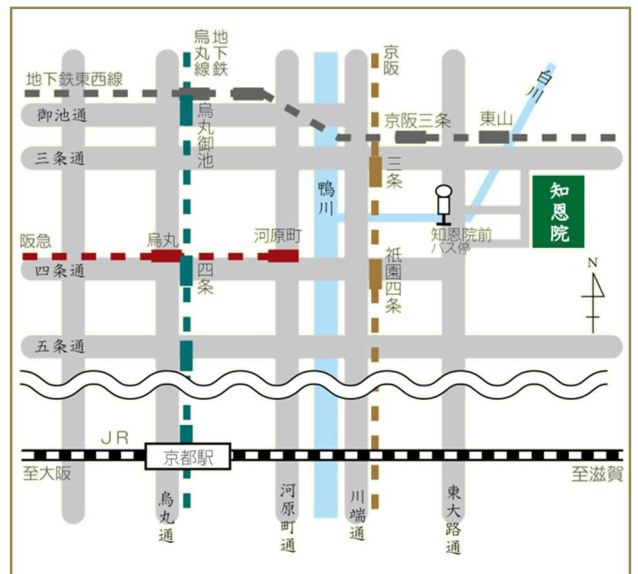 地下鉄
烏丸線
京阪
地下鉄東西線
白川
御池通
烏丸御池
京阪三条
東山
三条通
三条
鴨川
知恩院
知恩院前
バス停
阪急
烏丸
河原町
四条通
四条
祇園四条
N
五条通
JR
京都駅
至大阪
至滋賀
烏丸通
河原町通
川端通
東大路通